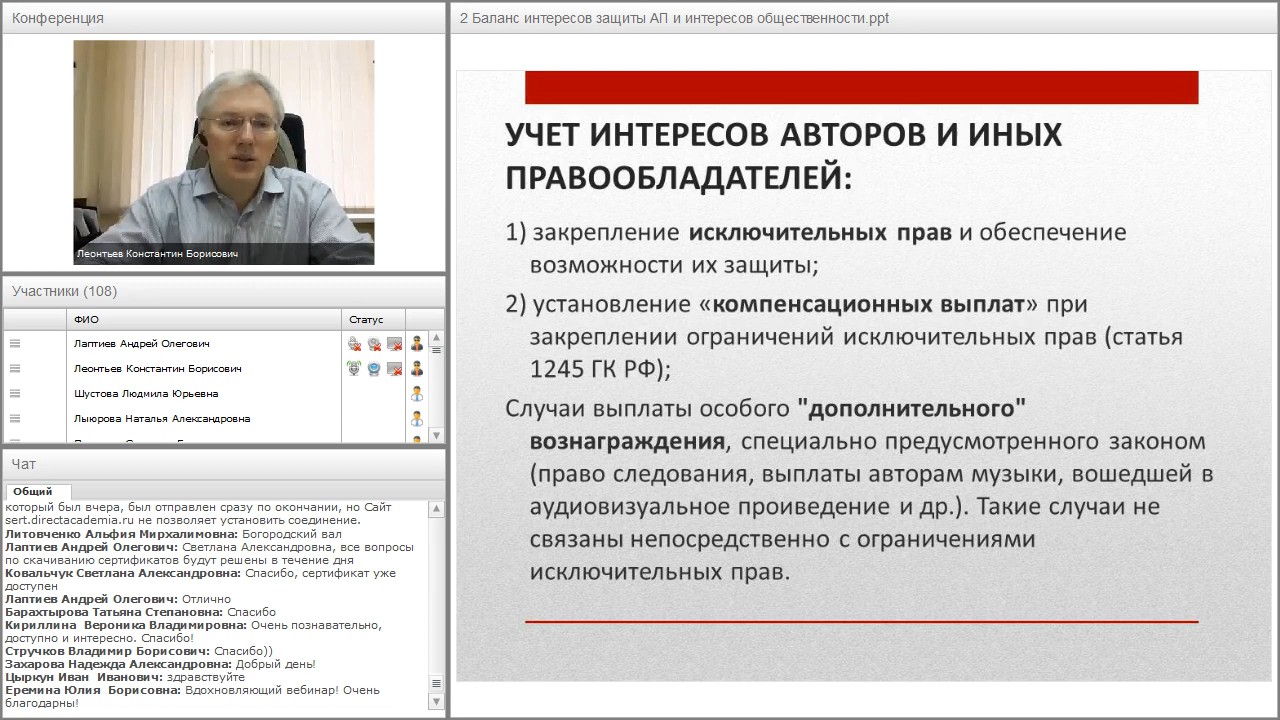 Конференция
Леонтьев Константин Борисович
Участники (108)
ФИО
Статус
Лаптиев Андрей Олегович
Леонтьев Константин Борисович
Шустова Людмила Юрьевна
Лыюрова Наталья Александровна
Чат
Общий
который был вчера, был отправлен сразу по окончании, но Сайт
sert.directacademia.ru не позволяет установить соединение.
Литовченко Альфия Мирхалимовна: Богородский вал
Лаптиев Андрей Олегович: Светлана Александровна, все вопросы
по скачиванию сертификатов будут решены в течение дня
Ковальчук Светлана Александровна: Спасибо, сертификат уже
доступен
Лаптиев Андрей Олегович: Отлично
Барахтырова Татьяна Степановна: Спасибо
Кириллина Вероника Владимировна: Очень познавательно,
доступно и интересно. Спасибо!
Стручков Владимир Борисович: Спасибо))
Захарова Надежда Александровна: Добрый день!
Цыркун Иван Иванович: здравствуйте
Еремина Юлия Борисовна: Вдохновляющий вебинар! Очень
благодарны!
2 Баланс интересов защиты АП и интересов общественности.ppt
УЧЕТ ИНТЕРЕСОВ АВТОРОВ И ИНЫХ
ПРАВООБЛАДАТЕЛЕЙ:
1) закрепление исключительных прав и обеспечение
возможности их защиты;
2) установление «компенсационных выплат» при
закреплении ограничений исключительных прав (статья
1245 ГК РФ);
Случаи выплаты особого "дополнительного"
вознаграждения, специально предусмотренного законом
(право следования, выплаты авторам музыки, вошедшей в
аудиовизуальное проиведение и др.). Такие случаи не
связаны непосредственно с ограничениями
исключительных прав.